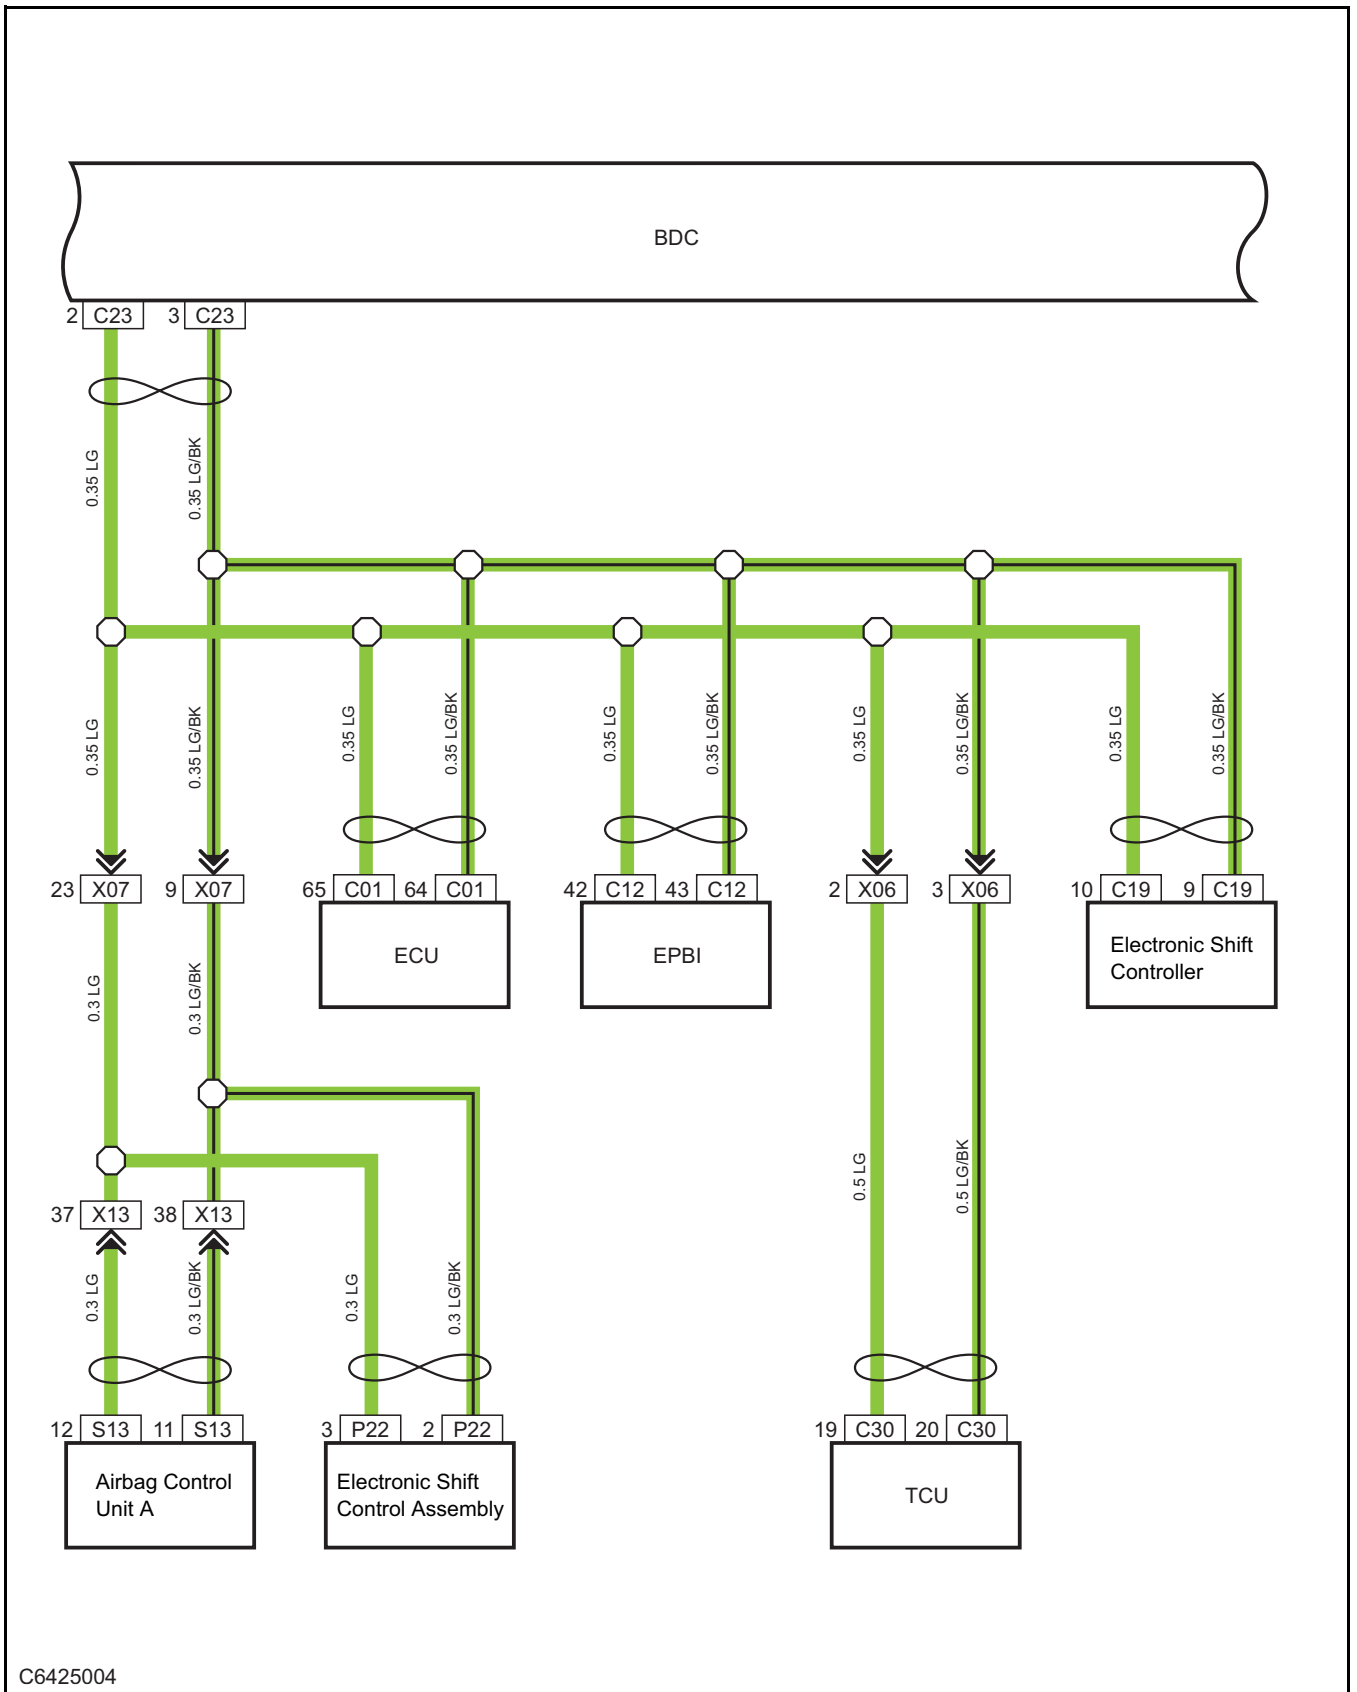 BDC
2 C23 3 C23
0.35 LG
0.35 LG/BK
0.35 LG
0.35 LG/BK
0.35 LG
0.35 LG/BK
0.35 LG
0.35 LG/BK
0.35 LG
0.35 LG/BK
0.35 LG
0.35 LG/BK
23 X07 9 X07 65 C01 64 C01 42 C12 43 C12 2 X06 3 X06 10 C19 9 C19
ECU
EPBI
Electronic Shift
Controller
0.3 LG
0.3 LG/BK
0.5 LG
0.5 LG/BK
37 X13 38 X13
0.3 LG
0.3 LG/BK
0.3 LG
0.3 LG/BK
12 S13 11 S13 3 P22 2 P22 19 C30 20 C30
Airbag Control
Unit A
Electronic Shift
Control Assembly
TCU
C6425004